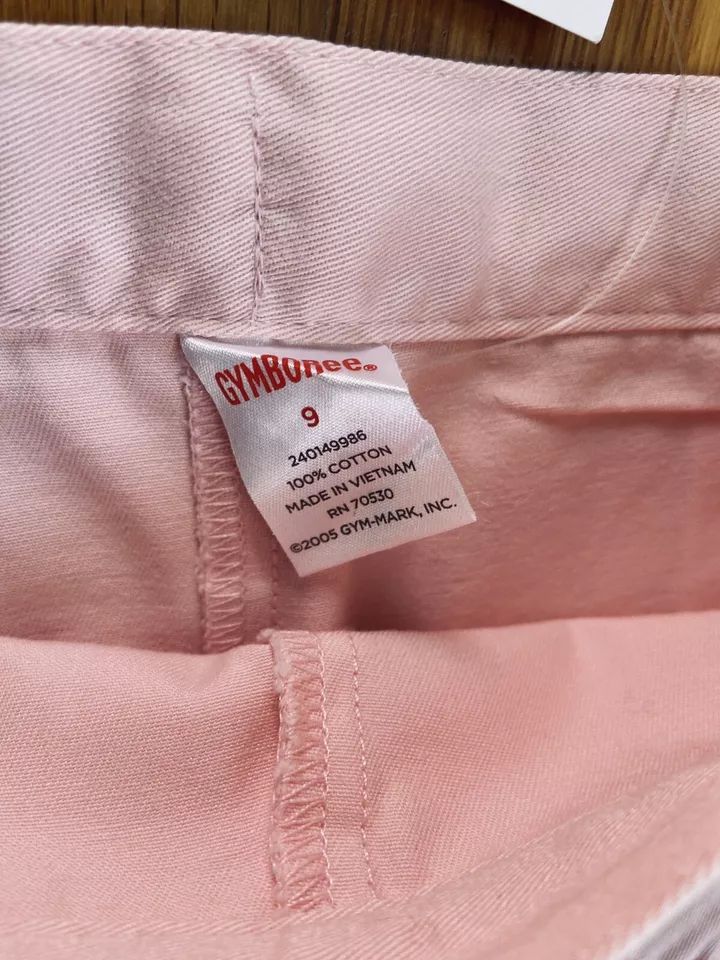 GYMBOREE®
9
240149986
100% COTTON
MADE IN VIETNAM
RN 70530
©2005 GYM-MARK, INC.